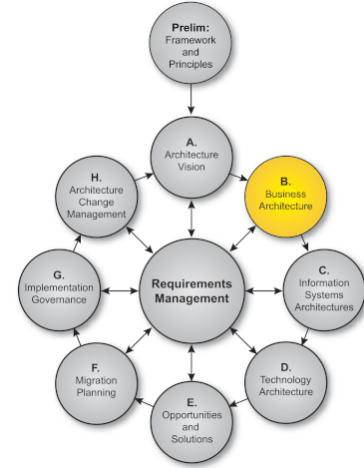 Prelim:
Framework
and
Principles
A.
Architecture
Vision
H.
Architecture
Change
Management
B.
Business
Architecture
G.
Implementation
Governance
Requirements
Management
C.
Information
Systems
Architectures
F.
Migration
Planning
D.
Technology
Architecture
E.
Opportunities
and
Solutions